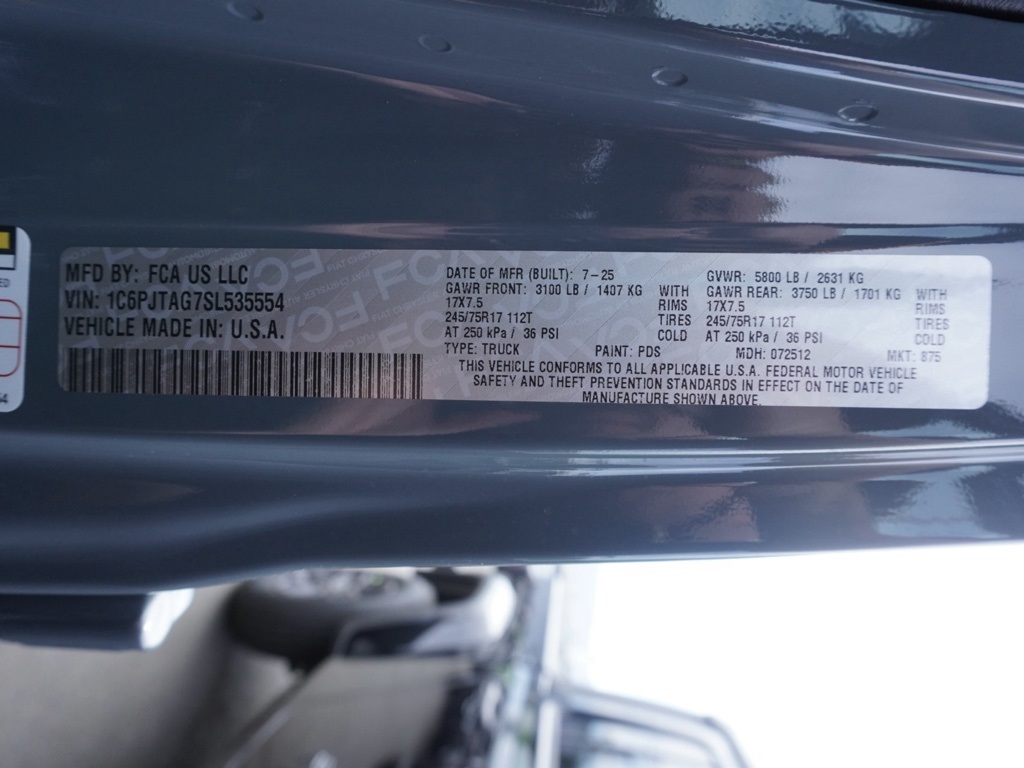 MFD BY: FCA US LLC
VIN: 1C6PJTAG7SL535554
VEHICLE MADE IN: U.S.A.
DATE OF MFR (BUILT): 7-25 GVWR: 5800 LB / 2631 KG
GAWR FRONT: 3100 LB / 1407 KG WITH GAWR REAR: 3750 LB / 1701 KG WITH
17X7.5 RIMS 17X7.5 RIMS
245/75R17 112T TIRES 245/75R17 112T TIRES
AT 250 kPa / 36 PSI COLD AT 250 kPa / 36 PSI COLD
TYPE: TRUCK PAINT: PDS MDH: 072512 MKT: 875
THIS VEHICLE CONFORMS TO ALL APPLICABLE U.S.A. FEDERAL MOTOR VEHICLE
SAFETY AND THEFT PREVENTION STANDARDS IN EFFECT ON THE DATE OF
MANUFACTURE SHOWN ABOVE.